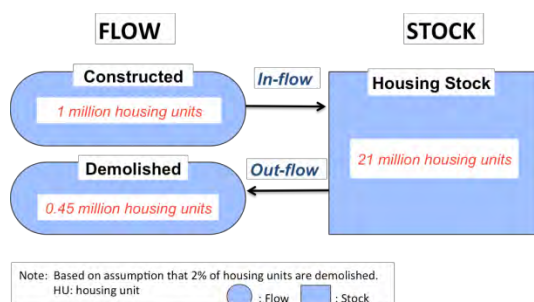 FLOW
STOCK
Constructed
In-flow
Housing Stock
1 million housing units
21 million housing units
Demolished
Out-flow
0.45 million housing units
Note: Based on assumption that 2% of housing units are demolished.
HU: housing unit
: Flow
: Stock